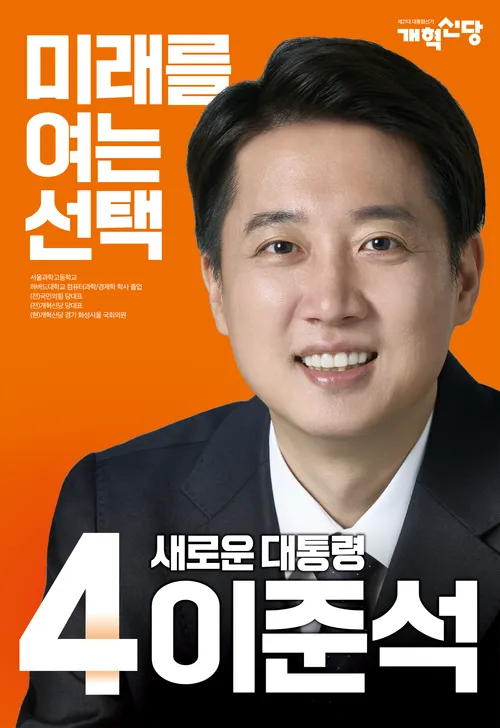 제21대 대통령선거
개혁신당
미래를
여는
선택
서울과학고등학교
하버드대학교 컴퓨터과학/경제학 학사 졸업
(전)국민의힘 당대표
(전)개혁신당 당대표
(현)개혁신당 경기 화성시을 국회의원
새로운 대통령
4 이준석